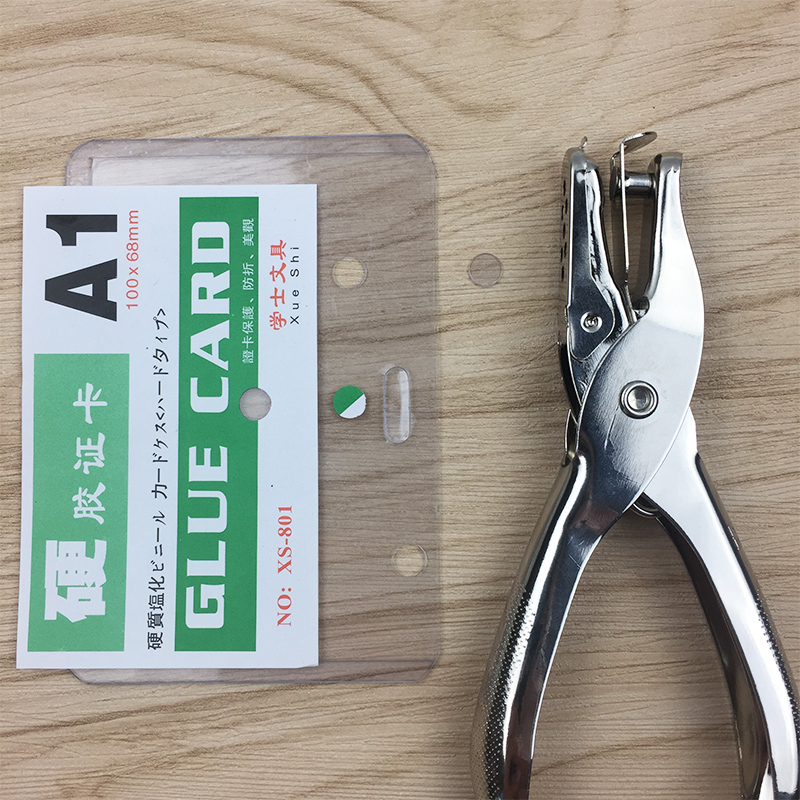 A1
100×68mm
硬胶证卡
硬質塩化ビニール カードケス<ハードタイプ>
GLUE CARD
證卡保護、防折、美觀
学士文具
Xue Shi
NO: XS-801